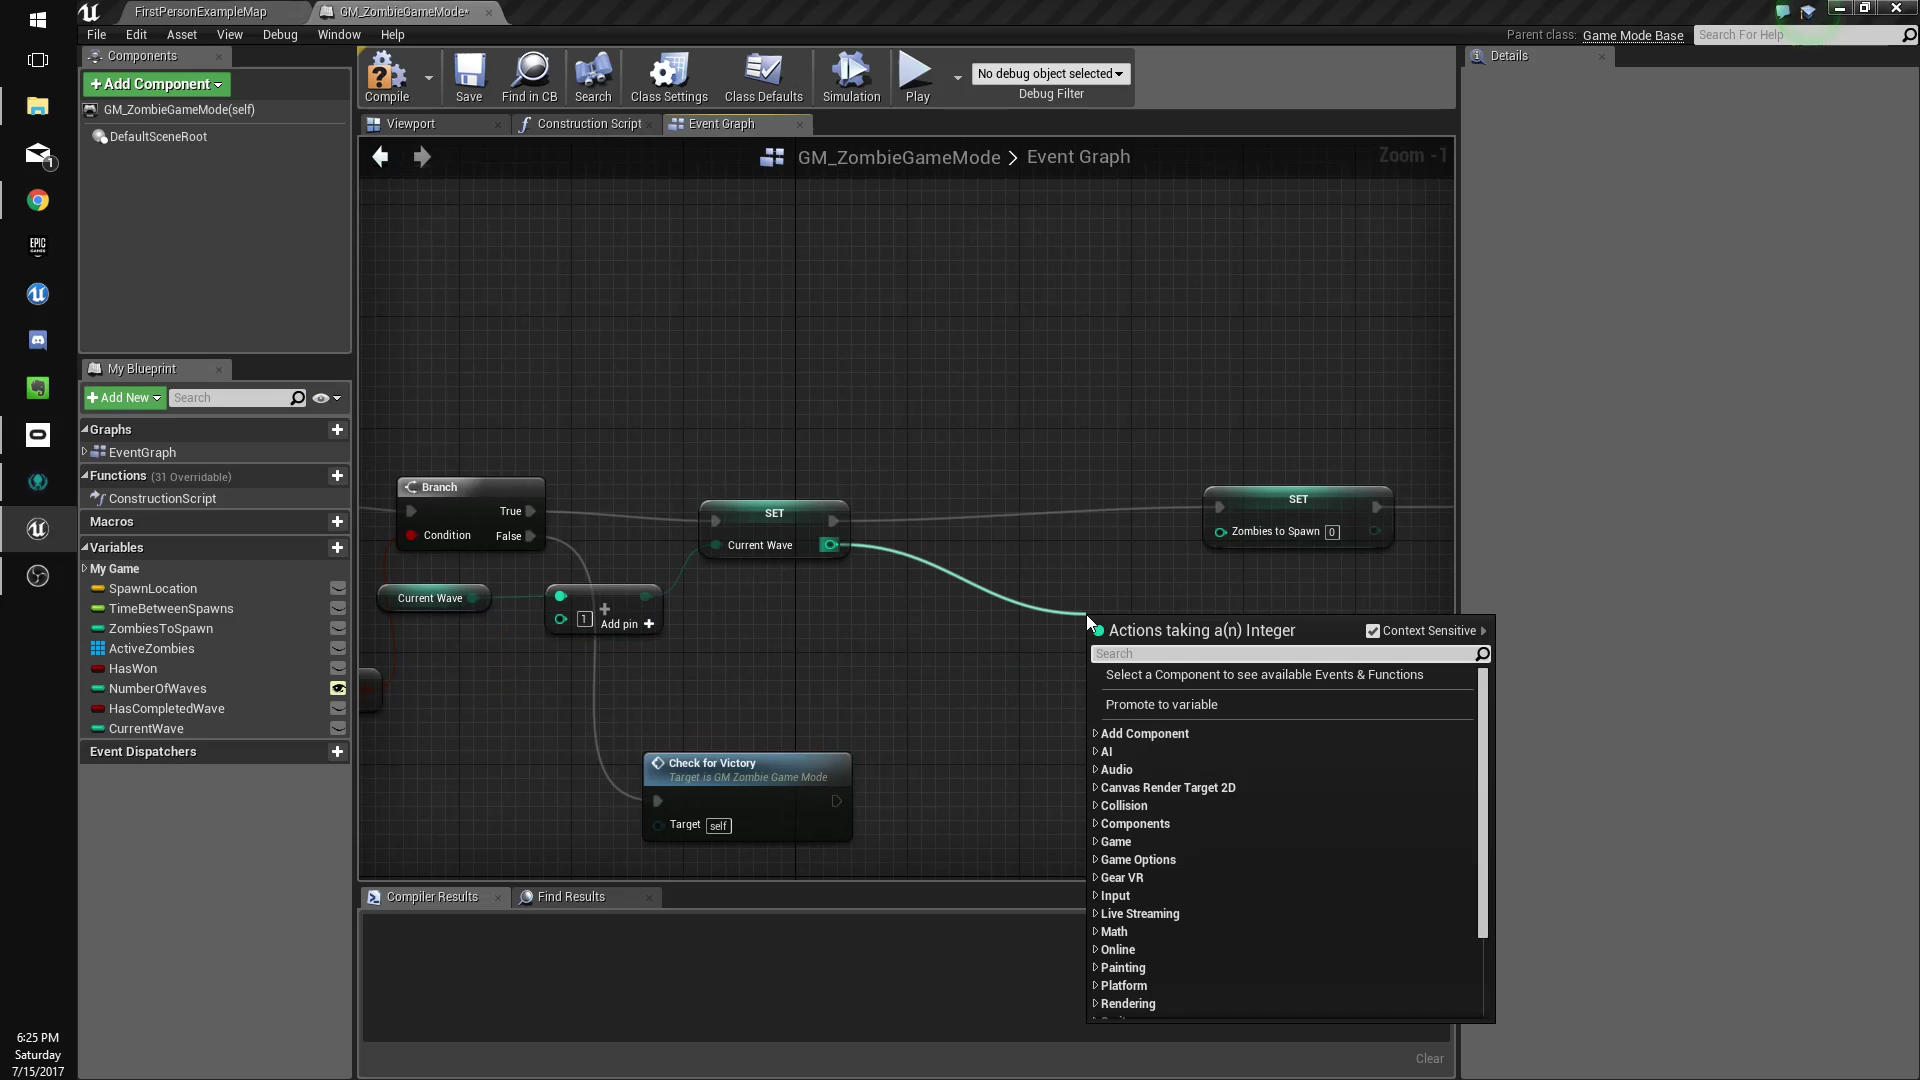 FirstPersonExampleMap
GM_ZombieGameMode*
File Edit Asset View Debug Window Help
Parent class: Game Mode Base
Search For Help
Components
Add Component
GM_ZombieGameMode(self)
DefaultSceneRoot
Compile
Save
Find in CB
Search
Class Settings
Class Defaults
Simulation
Play
No debug object selected
Debug Filter
Details
Viewport
Construction Script
Event Graph
GM_ZombieGameMode > Event Graph
Zoom -1
My Blueprint
Add New
Search
Graphs
EventGraph
Functions (31 Overridable)
ConstructionScript
Macros
Variables
My Game
SpawnLocation
TimeBetweenSpawns
ZombiesToSpawn
ActiveZombies
HasWon
NumberOfWaves
HasCompletedWave
CurrentWave
Event Dispatchers
Branch
True
Condition
False
Current Wave
1
Add pin
SET
Current Wave
SET
Zombies to Spawn 0
Check for Victory
Target is GM Zombie Game Mode
Target self
Actions taking a(n) Integer
Context Sensitive
Search
Select a Component to see available Events & Functions
Promote to variable
Add Component
AI
Audio
Canvas Render Target 2D
Collision
Components
Game
Game Options
Gear VR
Input
Live Streaming
Math
Online
Painting
Platform
Rendering
Compiler Results
Find Results
Clear
EPIC
GAMES
1
6:25 PM
Saturday
7/15/2017